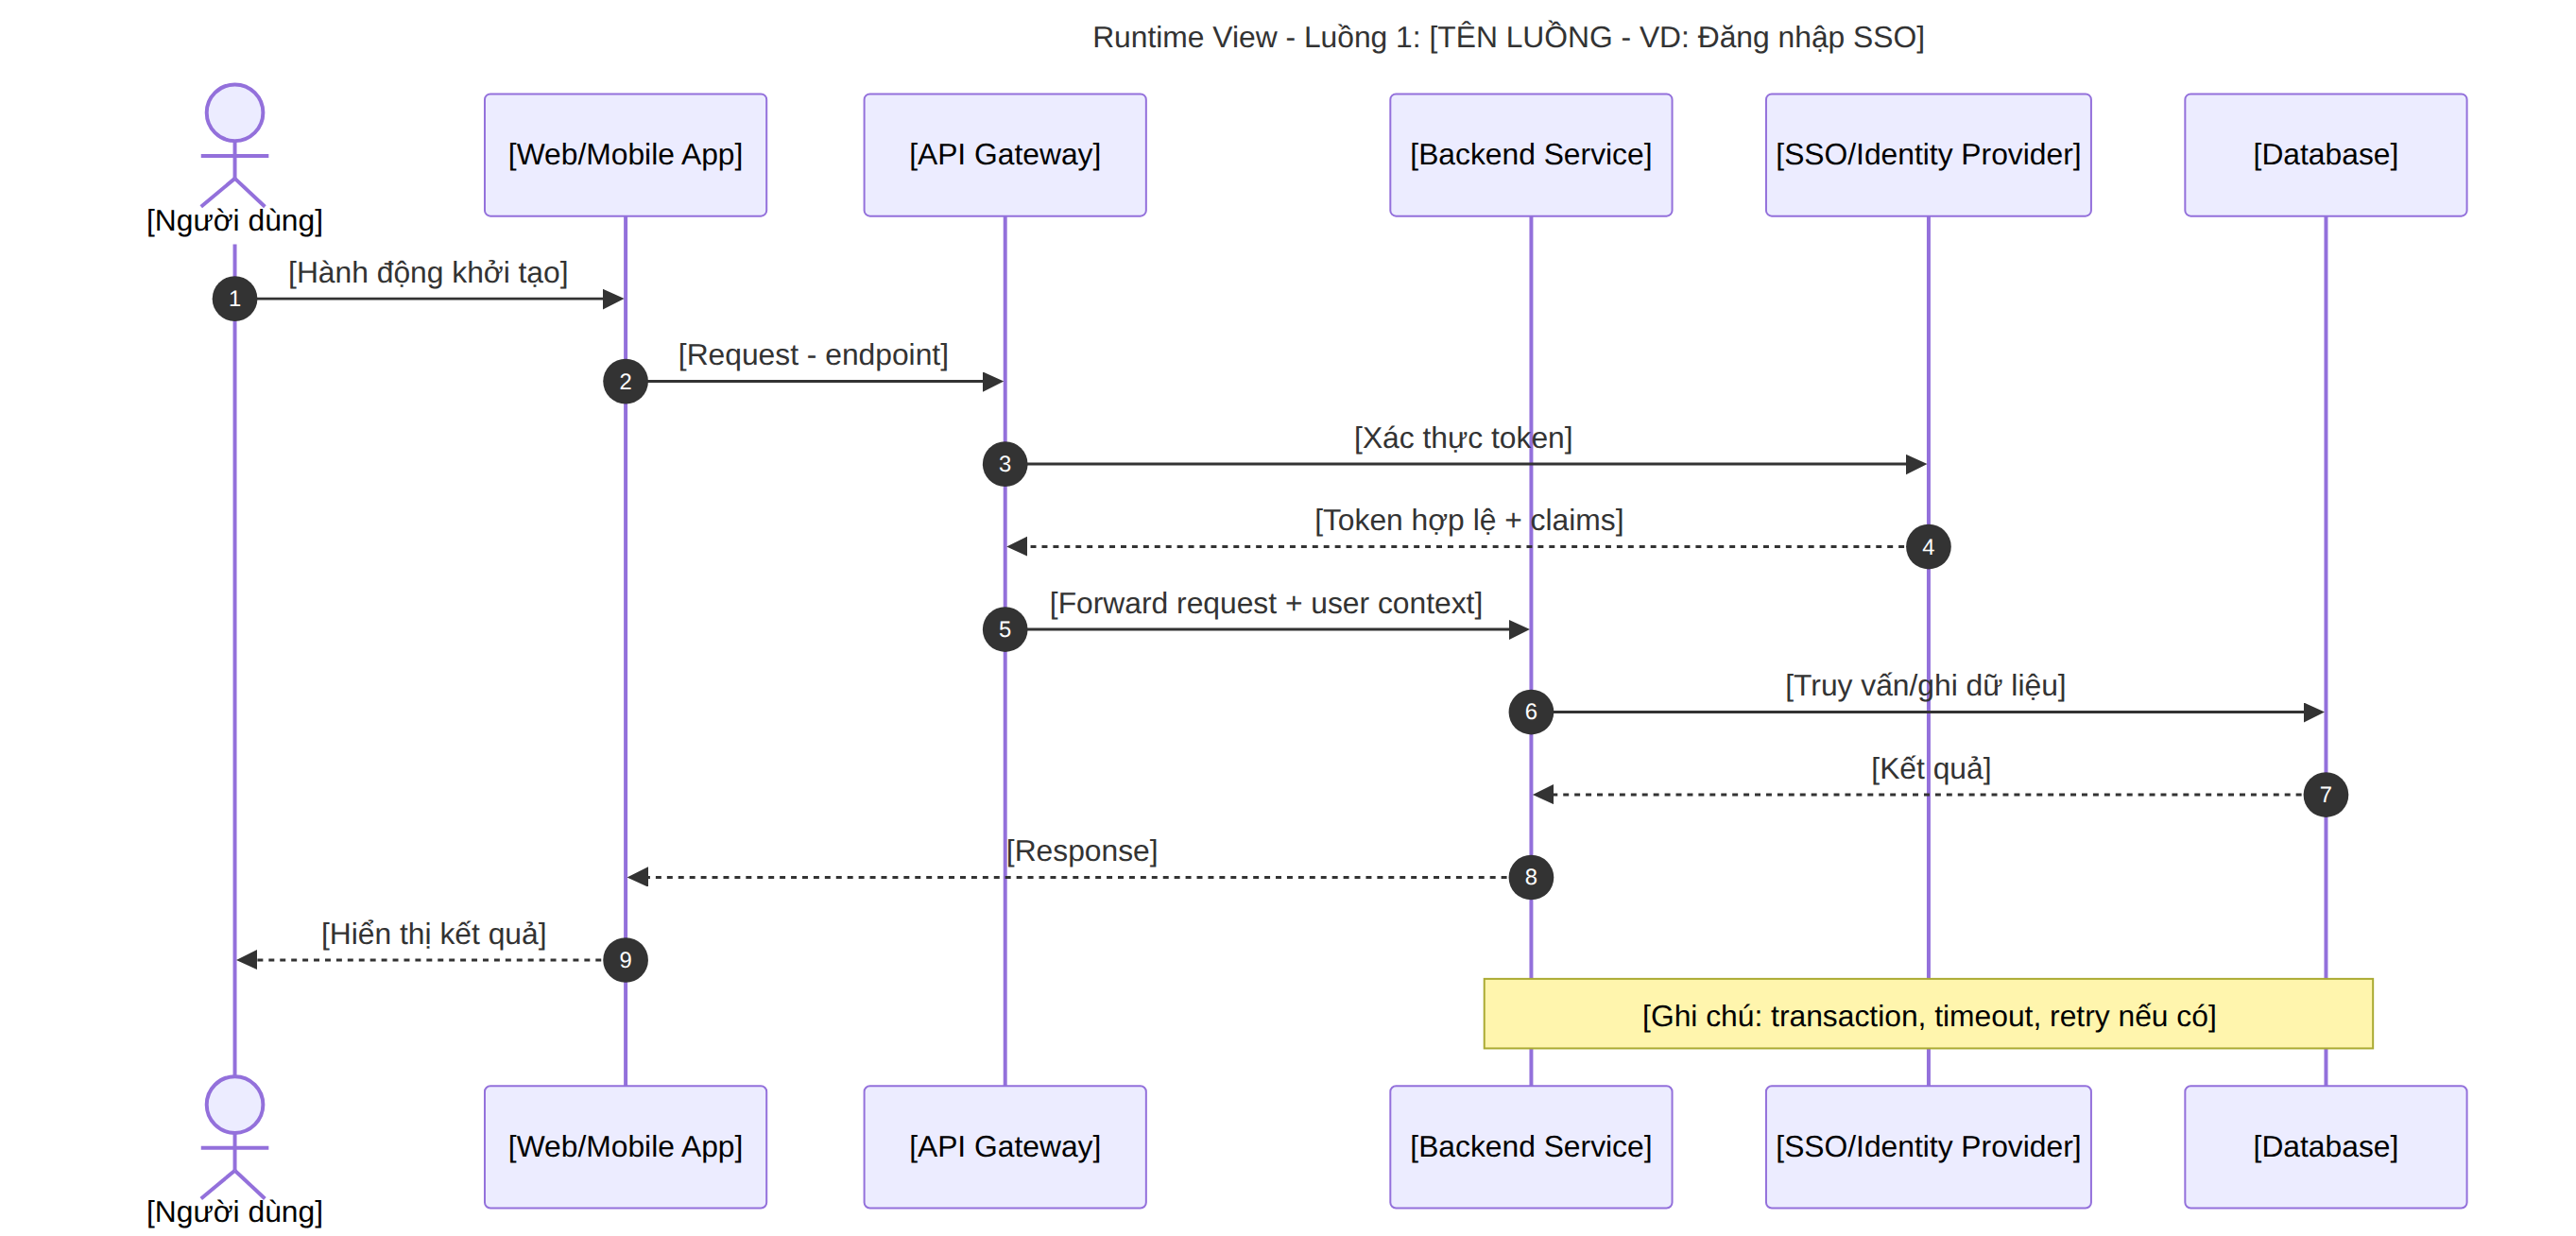 Runtime View - Luồng 1: [TÊN LUỒNG - VD: Đăng nhập SSO]
[Người dùng]
[Web/Mobile App]
[API Gateway]
[Backend Service]
[SSO/Identity Provider]
[Database]
[Hành động khởi tạo]
1
[Request - endpoint]
2
[Xác thực token]
3
[Token hợp lệ + claims]
4
[Forward request + user context]
5
[Truy vấn/ghi dữ liệu]
6
[Kết quả]
7
[Response]
8
[Hiển thị kết quả]
9
[Ghi chú: transaction, timeout, retry nếu có]
[Người dùng]
[Web/Mobile App]
[API Gateway]
[Backend Service]
[SSO/Identity Provider]
[Database]